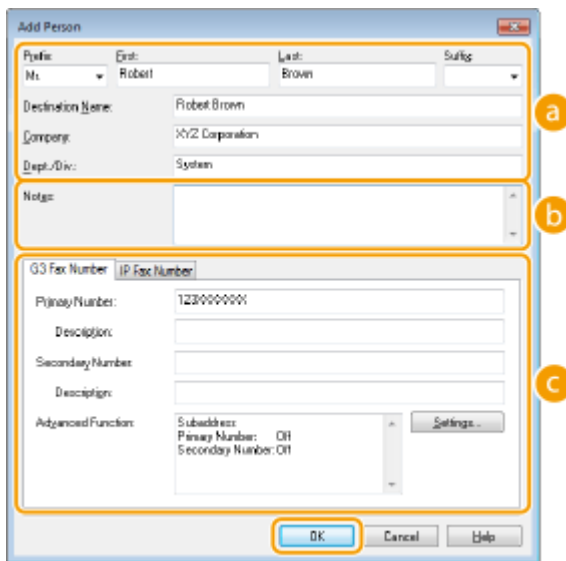 Add Person
Prefix: First: Last: Suffix:
Mr. Robert Brown
Destination Name: Robert Brown
Company: XYZ Corporation
Dept./Div.: System
a
Notes:
b
G3 Fax Number IP Fax Number
Primary Number: 123XXXXXXX
Description:
Secondary Number:
Description:
c
Advanced Function: Subaddress: Settings...
Primary Number: Off
Secondary Number: Off
OK Cancel Help